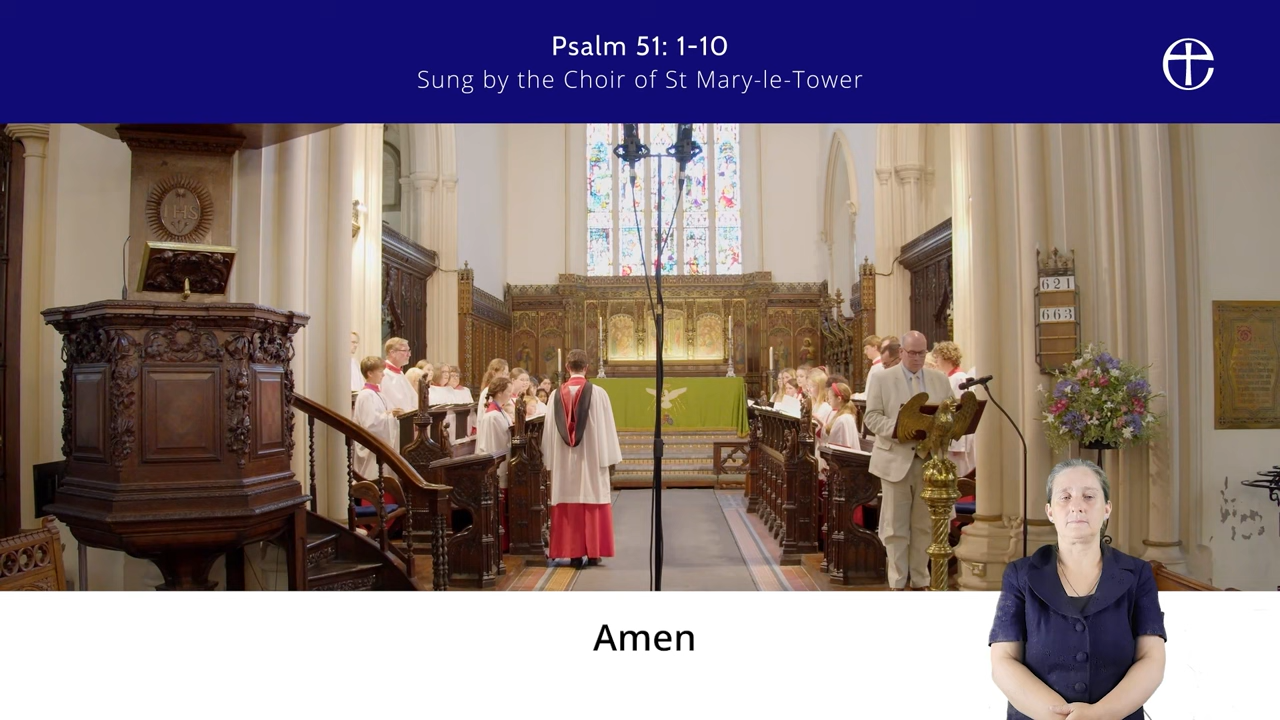 Psalm 51: 1-10
Sung by the Choir of St Mary-le-Tower
IHS
621
663
Amen